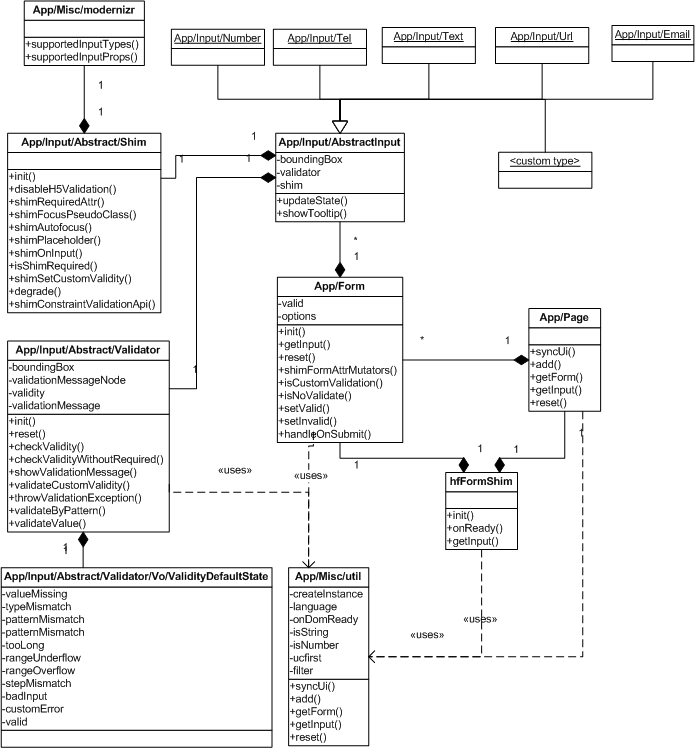 App/Misc/modernizr
+supportedInputTypes()
+supportedInputProps()
App/Input/Number
App/Input/Tel
App/Input/Text
App/Input/Url
App/Input/Email
<custom type>
1
1
App/Input/Abstract/Shim
+init()
+disableH5Validation()
+shimRequiredAttr()
+shimFocusPseudoClass()
+shimAutofocus()
+shimPlaceholder()
+shimOnInput()
+isShimRequired()
+shimSetCustomValidity()
+degrade()
+shimConstraintValidationApi()
1
1
1
App/Input/AbstractInput
-boundingBox
-validator
-shim
+updateState()
+showTooltip()
*
1
App/Form
-valid
-options
+init()
+getInput()
+reset()
+shimFormAttrMutators()
+isCustomValidation()
+isNoValidate()
+setValid()
+setInvalid()
+handleOnSubmit()
*
1
App/Page
+syncUi()
+add()
+getForm()
+getInput()
+reset()
App/Input/Abstract/Validator
-boundingBox
-validationMessageNode
-validity
-validationMessage
+init()
+reset()
+checkValidity()
+checkValidityWithoutRequired()
+showValidationMessage()
+validateCustomValidity()
+throwValidationException()
+validateByPattern()
+validateValue()
1
«uses»
«uses»
1
1
1
1
hfFormShim
+init()
+onReady()
+getInput()
1
1
App/Input/Abstract/Validator/Vo/ValidityDefaultState
-valueMissing
-typeMismatch
-patternMismatch
-patternMismatch
-tooLong
-rangeUnderflow
-rangeOverflow
-stepMismatch
-badInput
-customError
-valid
App/Misc/util
-createInstance
-language
-onDomReady
-isString
-isNumber
-ucfirst
-filter
+syncUi()
+add()
+getForm()
+getInput()
+reset()
«uses»
«uses»